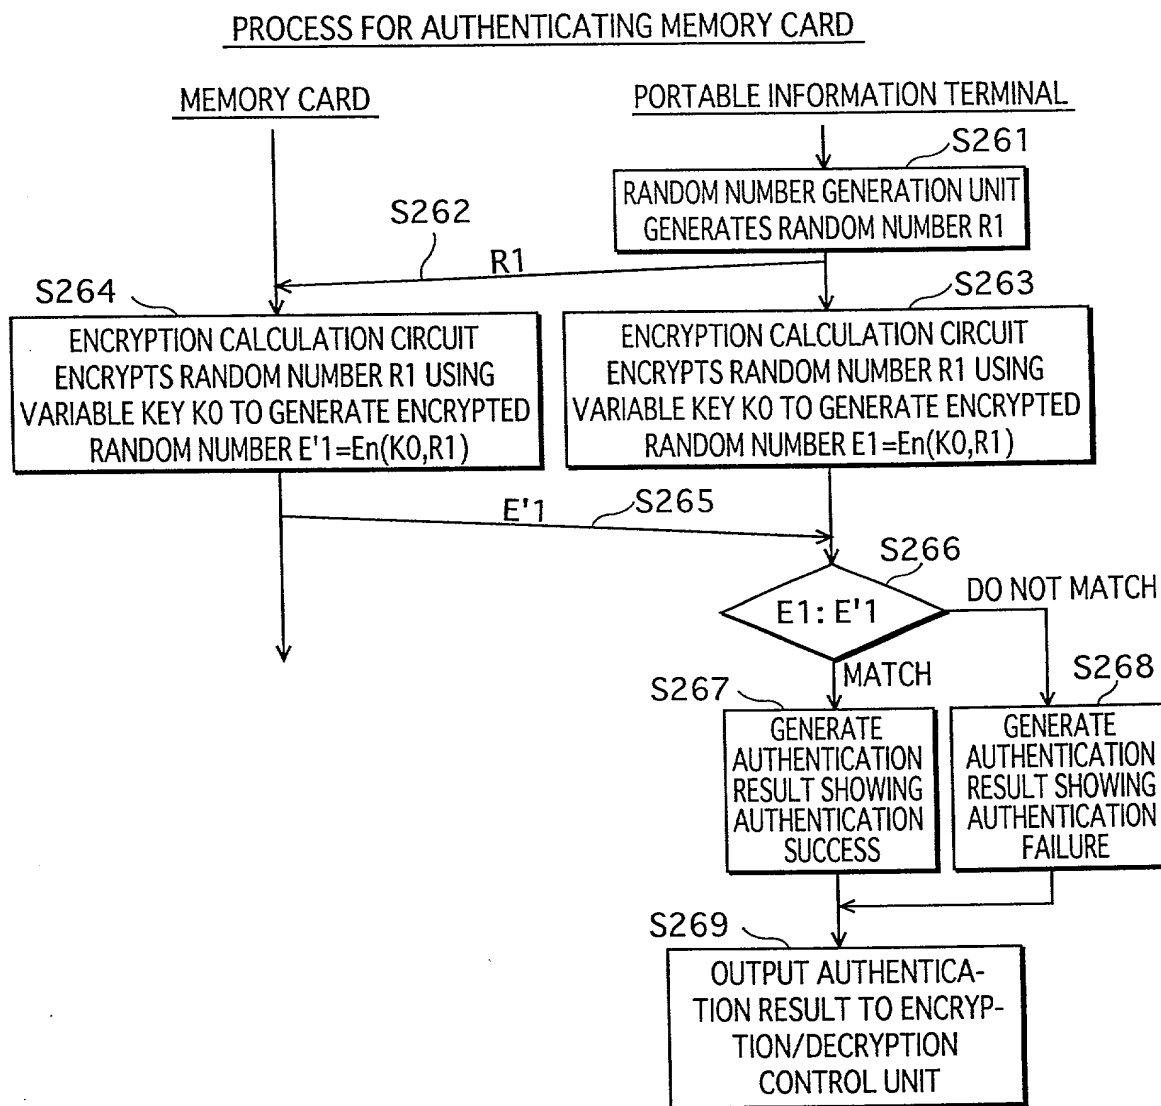 PROCESS FOR AUTHENTICATING MEMORY CARD
MEMORY CARD
PORTABLE INFORMATION TERMINAL
S261
RANDOM NUMBER GENERATION UNIT
GENERATES RANDOM NUMBER R1
S262
R1
S264
ENCRYPTION CALCULATION CIRCUIT
ENCRYPTS RANDOM NUMBER R1 USING
VARIABLE KEY K0 TO GENERATE ENCRYPTED
RANDOM NUMBER E'1=En(K0,R1)
S263
ENCRYPTION CALCULATION CIRCUIT
ENCRYPTS RANDOM NUMBER R1 USING
VARIABLE KEY K0 TO GENERATE ENCRYPTED
RANDOM NUMBER E1=En(K0,R1)
E'1
S265
S266
E1: E'1
DO NOT MATCH
MATCH
S267
GENERATE
AUTHENTICATION
RESULT SHOWING
AUTHENTICATION
SUCCESS
S268
GENERATE
AUTHENTICATION
RESULT SHOWING
AUTHENTICATION
FAILURE
S269
OUTPUT AUTHENTICA-
TION RESULT TO ENCRYP-
TION/DECRYPTION
CONTROL UNIT